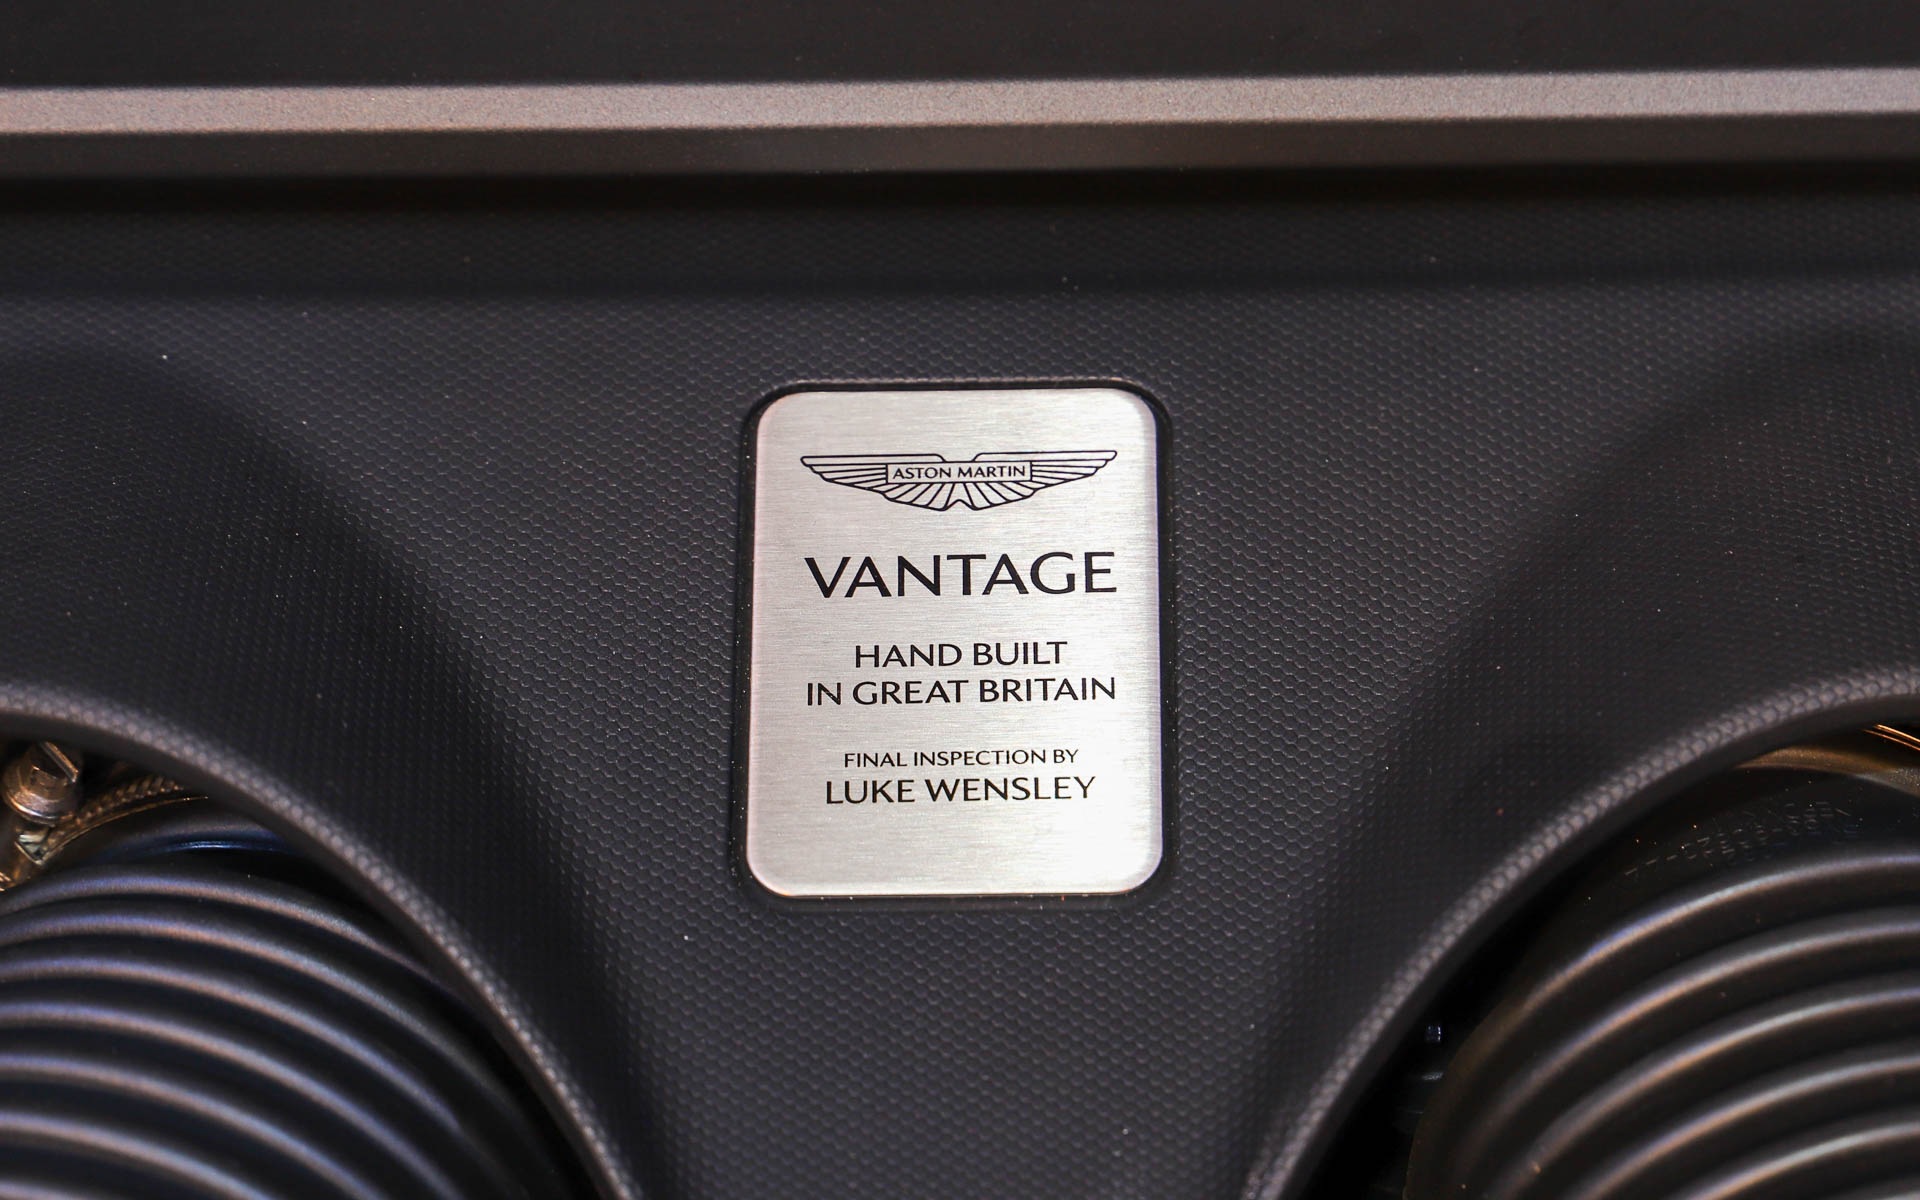 ASTON MARTIN
VANTAGE
HAND BUILT
IN GREAT BRITAIN
FINAL INSPECTION BY
LUKE WENSLEY